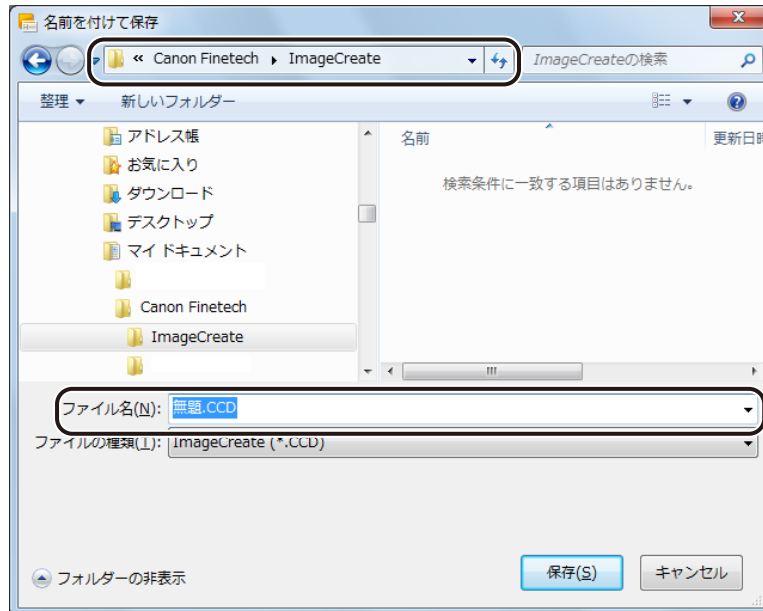 名前を付けて保存
« Canon Finetech ▸ ImageCreate
ImageCreateの検索
整理 ▼ 新しいフォルダー
アドレス帳
お気に入り
ダウンロード
デスクトップ
マイ ドキュメント
Canon Finetech
ImageCreate
名前 更新日時
検索条件に一致する項目はありません。
ファイル名(N): 無題.CCD
ファイルの種類(T): ImageCreate (*.CCD)
フォルダーの非表示
保存(S) キャンセル